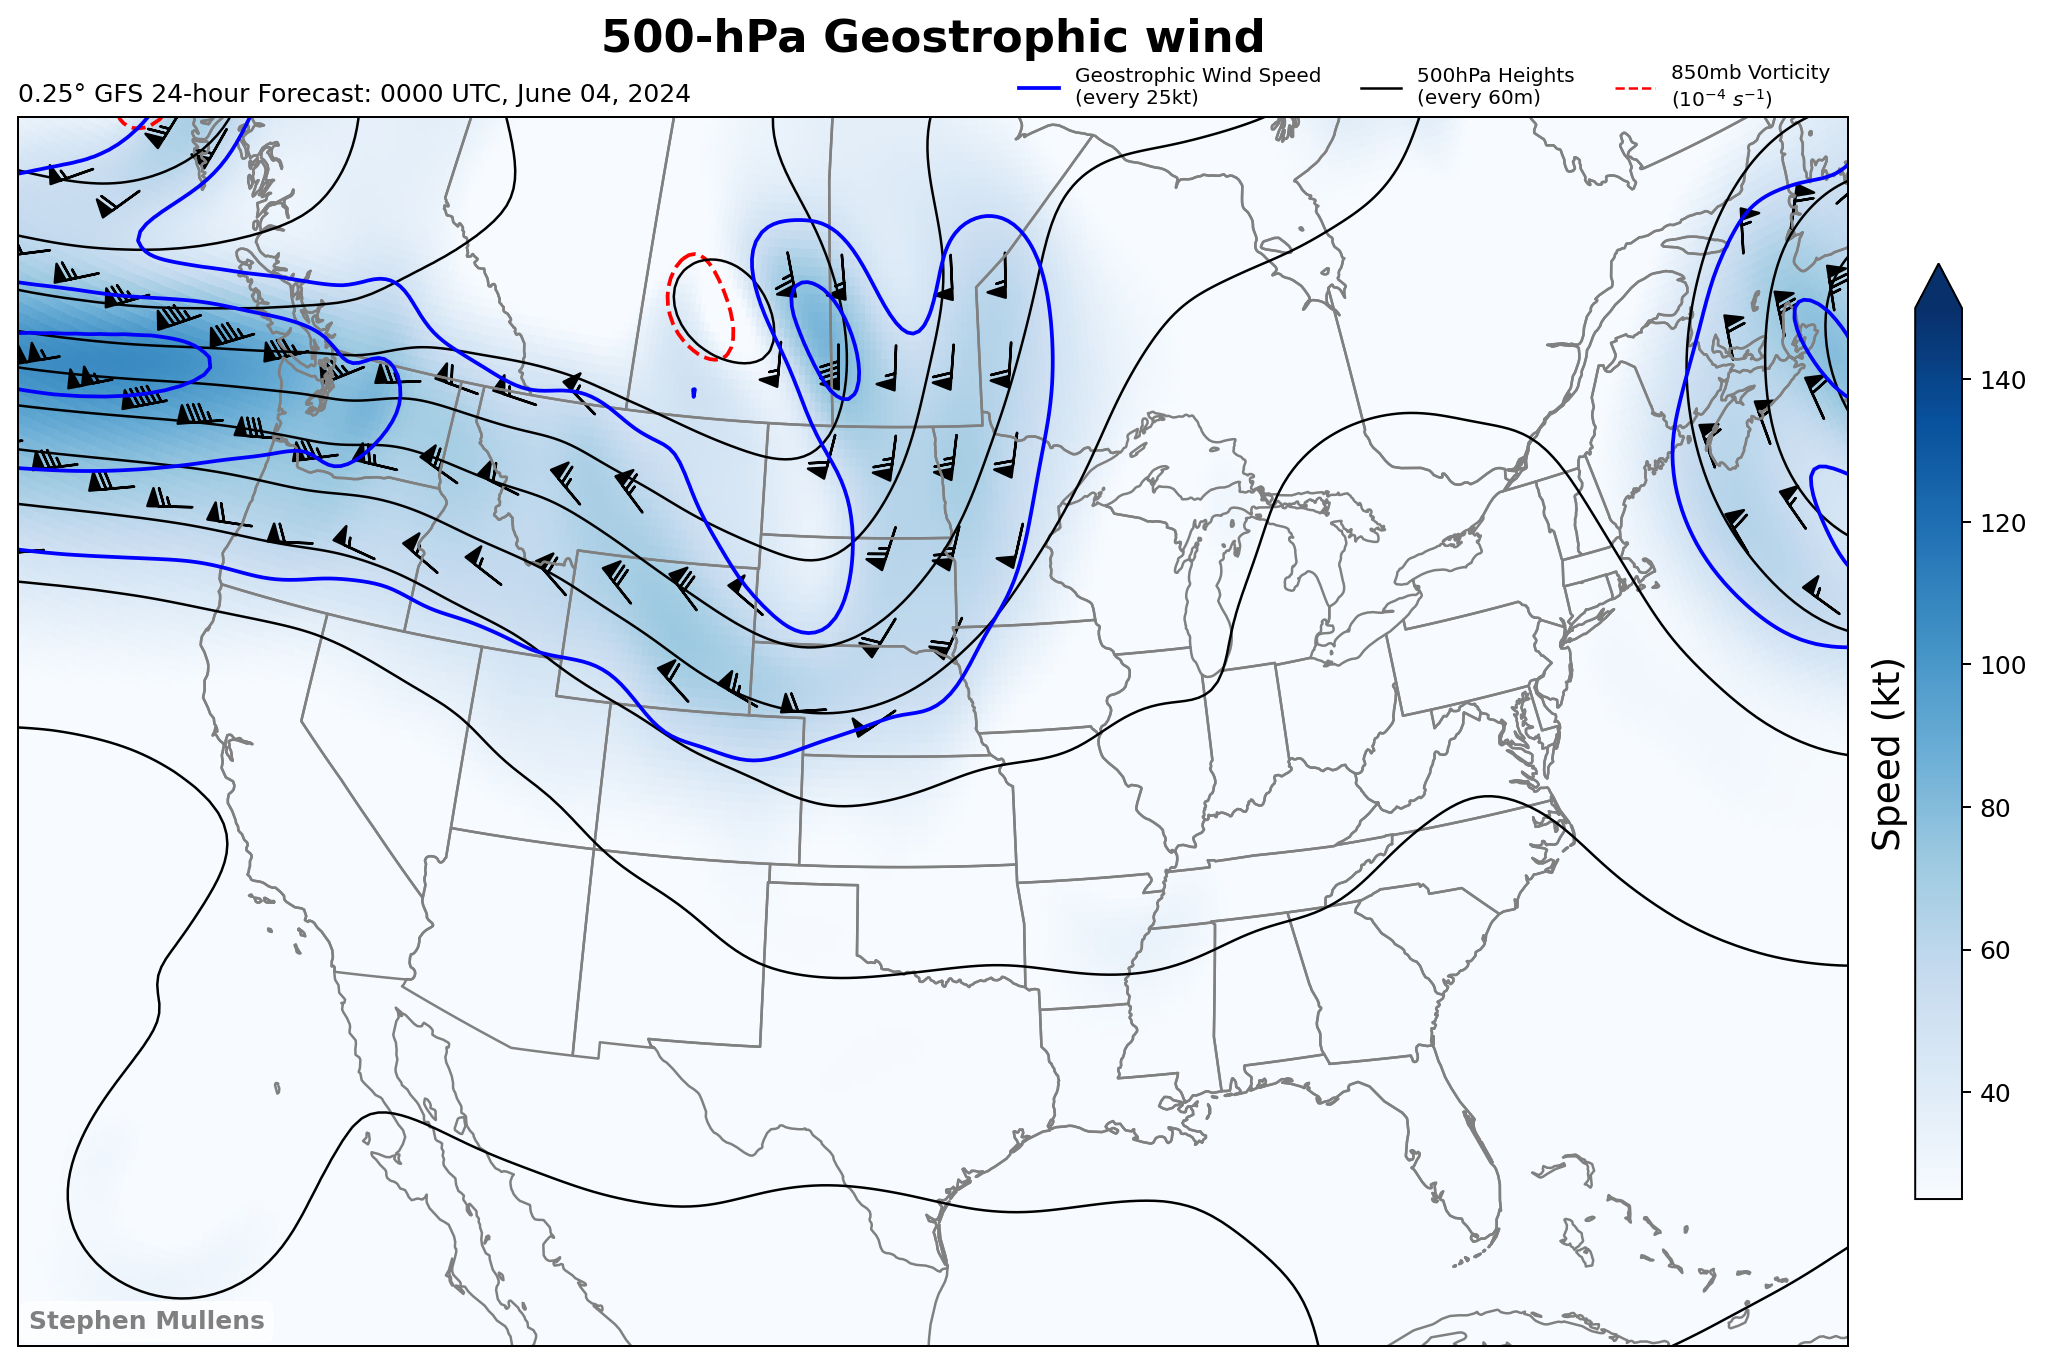 500-hPa Geostrophic wind
0.25° GFS 24-hour Forecast: 0000 UTC, June 04, 2024
Geostrophic Wind Speed
(every 25kt)
500hPa Heights
(every 60m)
850mb Vorticity
(10⁻⁴ s⁻¹)
140
120
100
80
60
40
Speed (kt)
Stephen Mullens